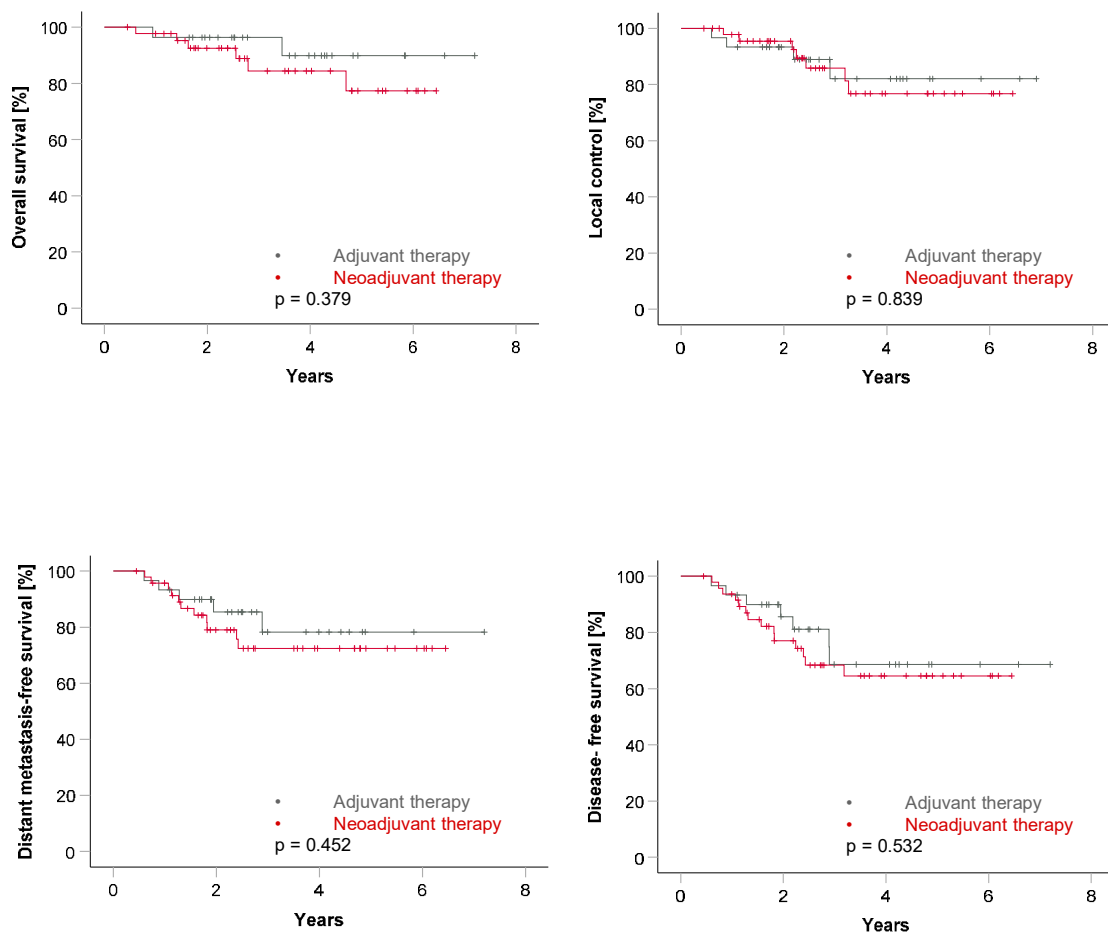 Overall survival [%]
100
80
60
40
20
0
Adjuvant therapy
Neoadjuvant therapy
p = 0.379
0 2 4 6 8
Years
Local control [%]
100
80
60
40
20
0
Adjuvant therapy
Neoadjuvant therapy
p = 0.839
0 2 4 6 8
Years
Distant metastasis-free survival [%]
100
80
60
40
20
0
Adjuvant therapy
Neoadjuvant therapy
p = 0.452
0 2 4 6 8
Years
Disease- free survival [%]
100
80
60
40
20
0
Adjuvant therapy
Neoadjuvant therapy
p = 0.532
0 2 4 6 8
Years